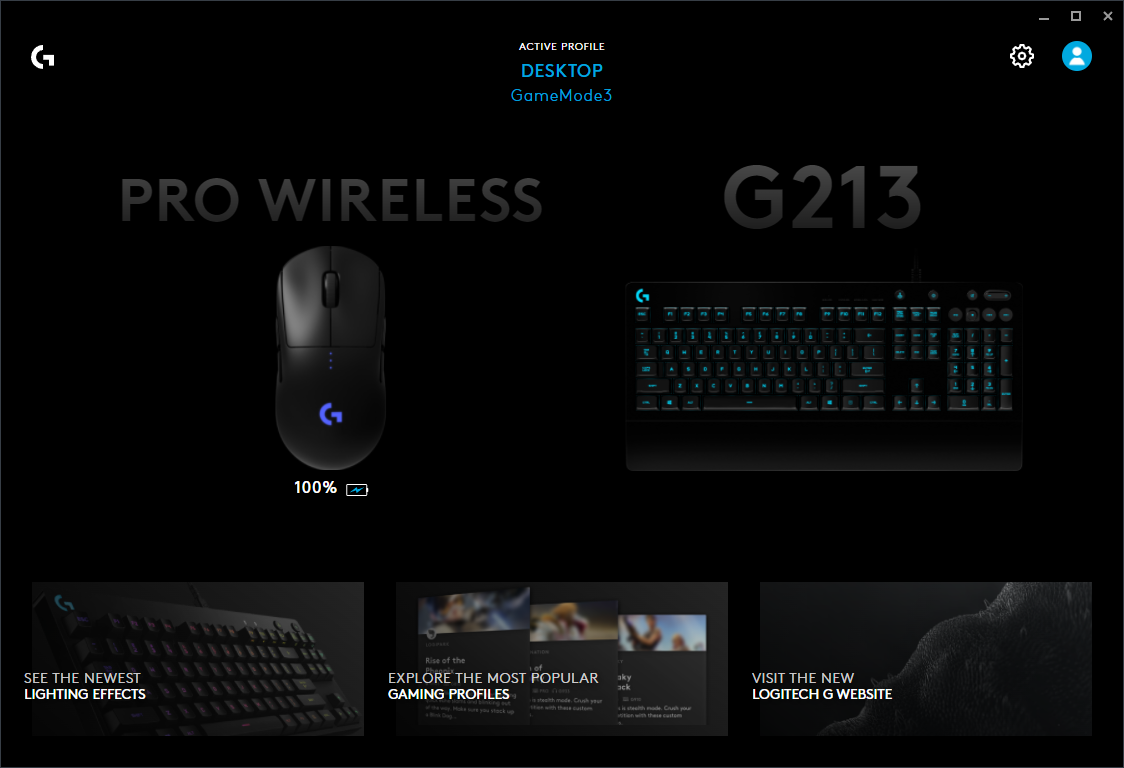 ACTIVE PROFILE
DESKTOP
GameMode3
PRO WIRELESS
G213
100%
SEE THE NEWEST
LIGHTING EFFECTS
Rise of the
Phoenix
EXPLORE THE MOST POPULAR
GAMING PROFILES
VISIT THE NEW
LOGITECH G WEBSITE